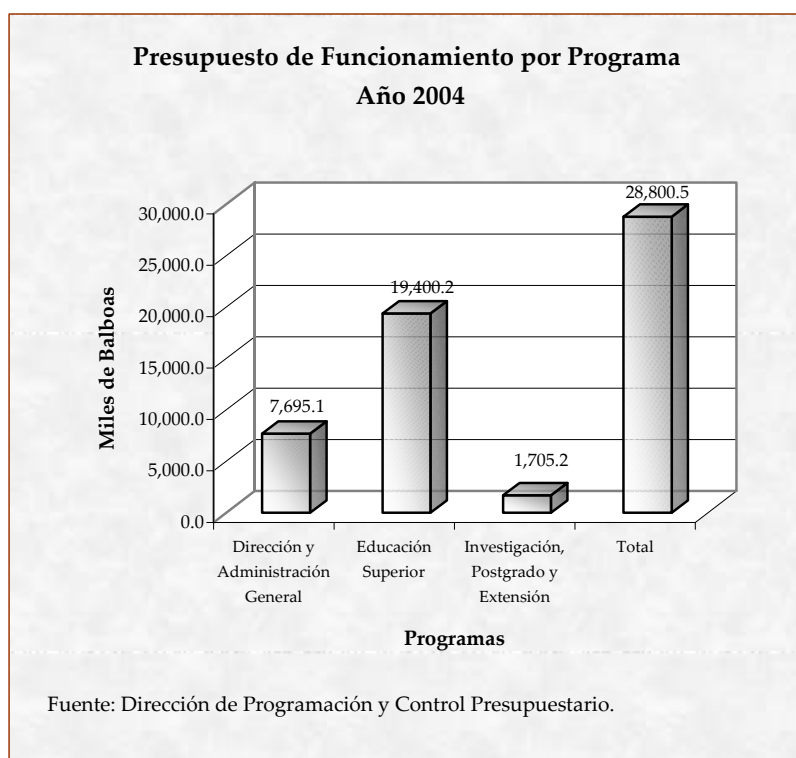 Presupuesto de Funcionamiento por Programa
Año 2004
28,800.5
30,000.0
25,000.0
19,400.2
20,000.0
Miles de Balboas
15,000.0
10,000.0
7,695.1
5,000.0
1,705.2
0.0
Dirección y
Administración
General
Educación
Superior
Investigación,
Postgrado y
Extensión
Total
Programas
Fuente: Dirección de Programación y Control Presupuestario.